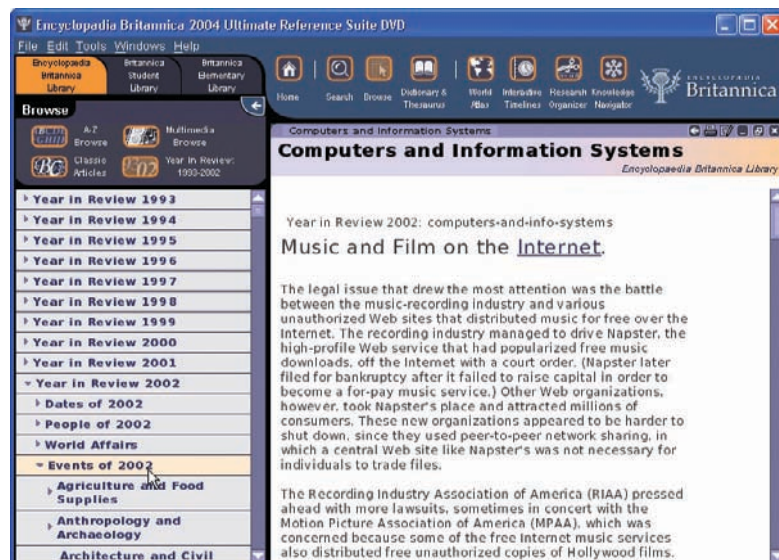 Encyclopaedia Britannica 2004 Ultimate Reference Suite DVD
File Edit Tools Windows Help
Encyclopaedia Britannica Library
Britannica Student Library
Britannica Elementary Library
Home
Search
Browse
Dictionary & Thesaurus
World Atlas
Interactive Timelines
Research Organizer
Knowledge Navigator
ENCYCLOPÆDIA
Britannica
Browse
A-Z Browse
Multimedia Browse
Classic Articles
Year in Review: 1993-2002
Year in Review 1993
Year in Review 1994
Year in Review 1995
Year in Review 1996
Year in Review 1997
Year in Review 1998
Year in Review 1999
Year in Review 2000
Year in Review 2001
Year in Review 2002
Dates of 2002
People of 2002
World Affairs
Events of 2002
Agriculture and Food
Supplies
Anthropology and
Archaeology
Architecture and Civil
Computers and Information Systems
Computers and Information Systems
Encyclopaedia Britannica Library
Year in Review 2002: computers-and-info-systems
Music and Film on the Internet.
The legal issue that drew the most attention was the battle
between the music-recording industry and various
unauthorized Web sites that distributed music for free over the
Internet. The recording industry managed to drive Napster, the
high-profile Web service that had popularized free music
downloads, off the Internet with a court order. (Napster later
filed for bankruptcy after it failed to raise capital in order to
become a for-pay music service.) Other Web organizations,
however, took Napster's place and attracted millions of
consumers. These new organizations appeared to be harder to
shut down, since they used peer-to-peer network sharing, in
which a central Web site like Napster's was not necessary for
individuals to trade files.
The Recording Industry Association of America (RIAA) pressed
ahead with more lawsuits, sometimes in concert with the
Motion Picture Association of America (MPAA), which was
concerned because some of the free Internet music services
also distributed free unauthorized copies of Hollywood films.